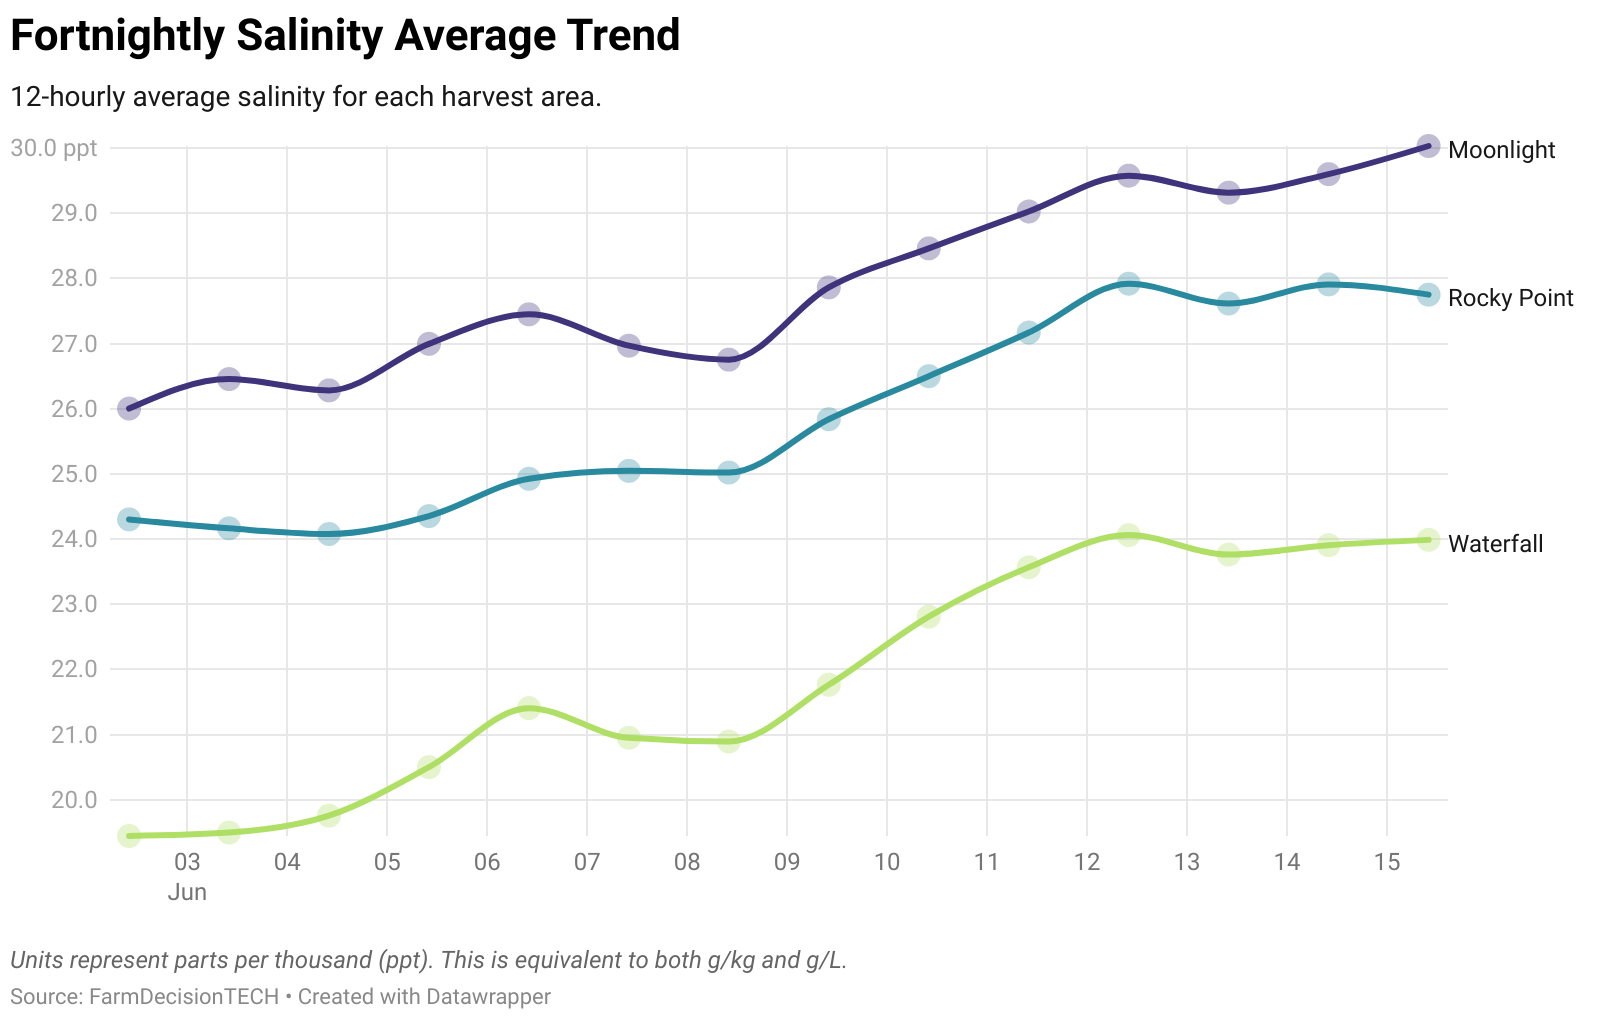 Fortnightly Salinity Average Trend
12-hourly average salinity for each harvest area.
30.0 ppt
Moonlight
29.0
28.0
Rocky Point
27.0
26.0
25.0
24.0
Waterfall
23.0
22.0
21.0
20.0
03 04 05 06 07 08 09 10 11 12 13 14 15
Jun
Units represent parts per thousand (ppt). This is equivalent to both g/kg and g/L.
Source: FarmDecisionTECH • Created with Datawrapper